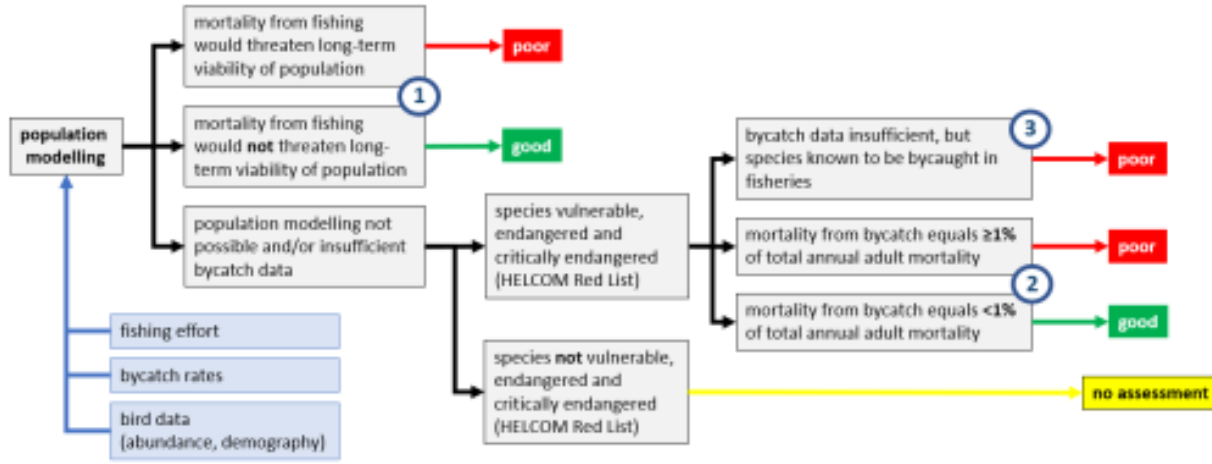 population
modelling
mortality from fishing
would threaten long-term
viability of population
poor
1
mortality from fishing
would not threaten long-
term viability of population
good
population modelling not
possible and/or insufficient
bycatch data
species vulnerable,
endangered and
critically endangered
(HELCOM Red List)
3
bycatch data insufficient, but
species known to be bycaught in
fisheries
poor
mortality from bycatch equals ≥1%
of total annual adult mortality
poor
2
mortality from bycatch equals <1%
of total annual adult mortality
good
species not vulnerable,
endangered and
critically endangered
(HELCOM Red List)
no assessment
fishing effort
bycatch rates
bird data
(abundance, demography)